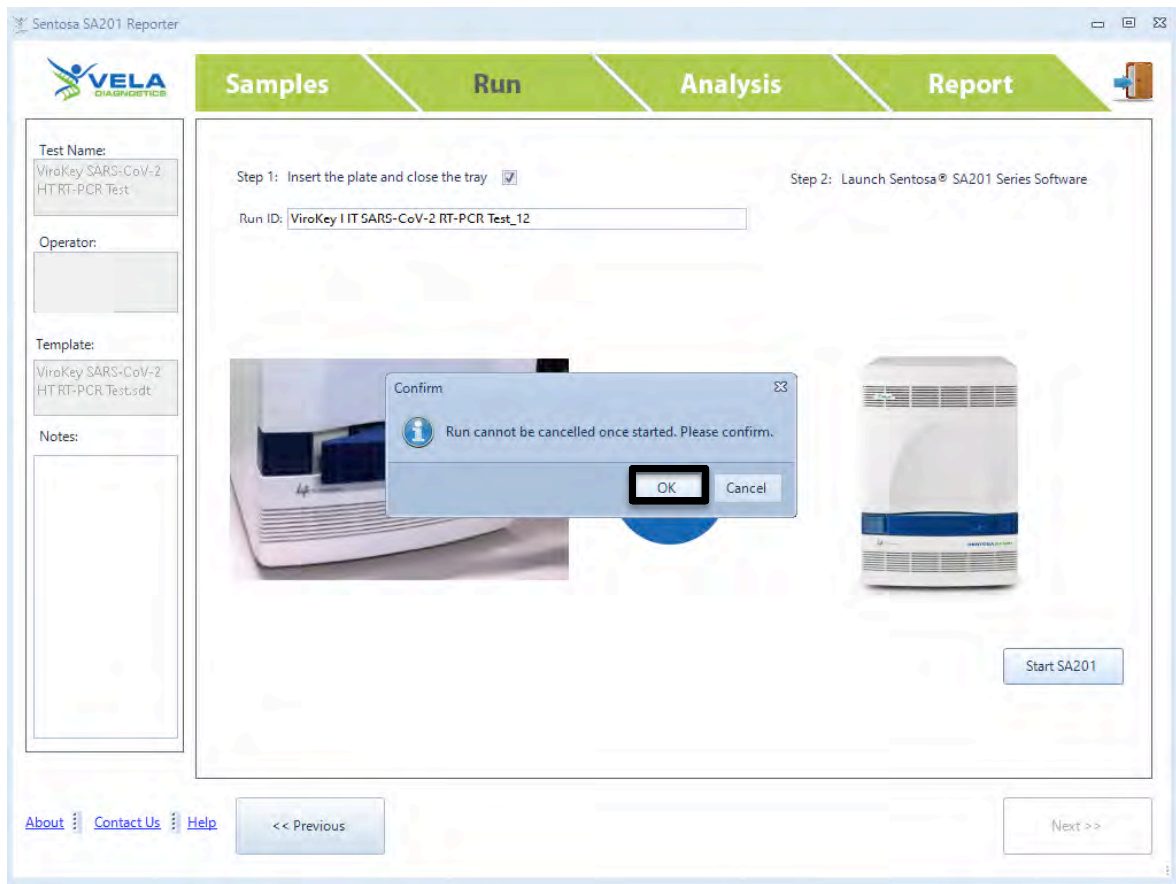 Sentosa SA201 Reporter
VELA
DIAGNOSTICS
Samples
Run
Analysis
Report
Test Name:
ViroKey SARS-CoV-2
HT RT-PCR Test
Operator:
Template:
ViroKey SARS-CoV-2
HT RT-PCR Test.sdt
Notes:
Step 1: Insert the plate and close the tray
Step 2: Launch Sentosa® SA201 Series Software
Run ID: ViroKey HT SARS-CoV-2 RT-PCR Test_12
Confirm
Run cannot be cancelled once started. Please confirm.
OK
Cancel
Start SA201
About
Contact Us
Help
<< Previous
Next >>